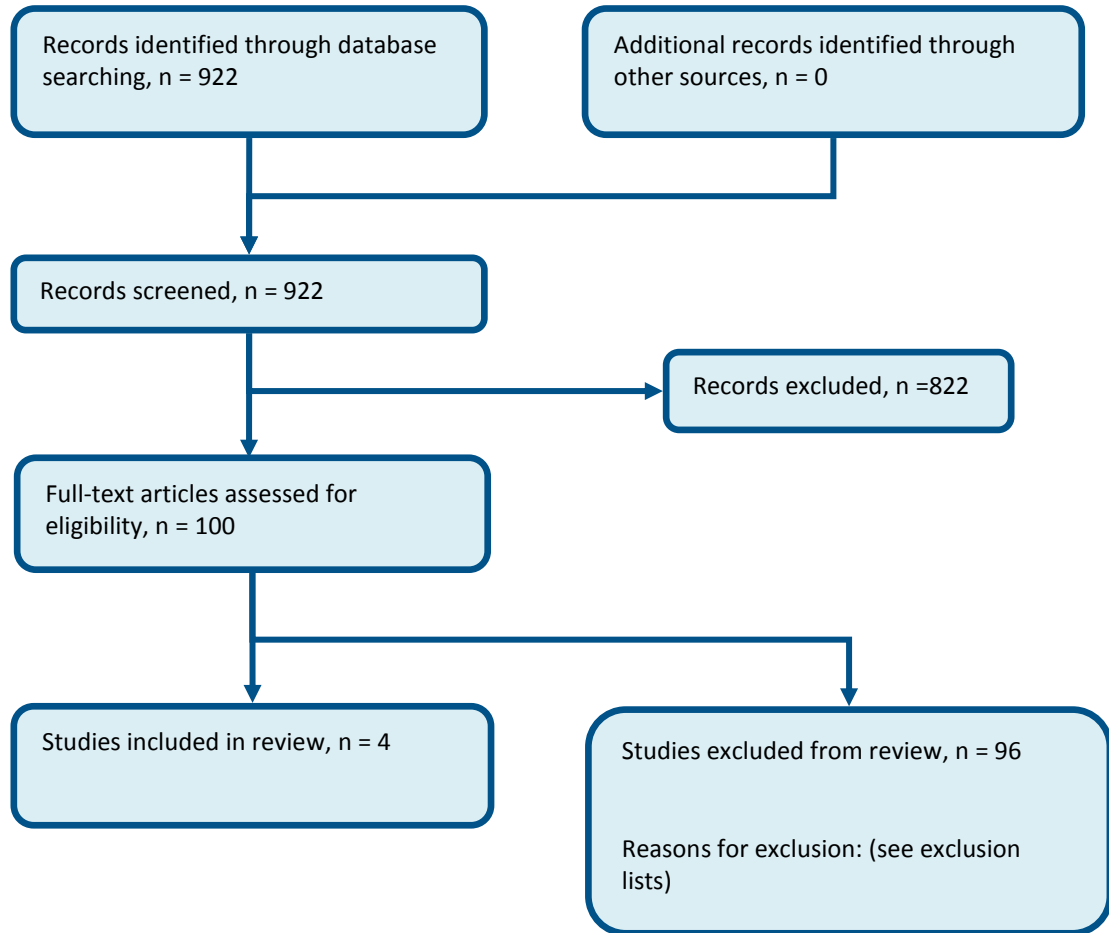 Records identified through database
searching, n = 922
Additional records identified through
other sources, n = 0
Records screened, n = 922
Records excluded, n =822
Full-text articles assessed for
eligibility, n = 100
Studies included in review, n = 4
Studies excluded from review, n = 96
Reasons for exclusion: (see exclusion
lists)